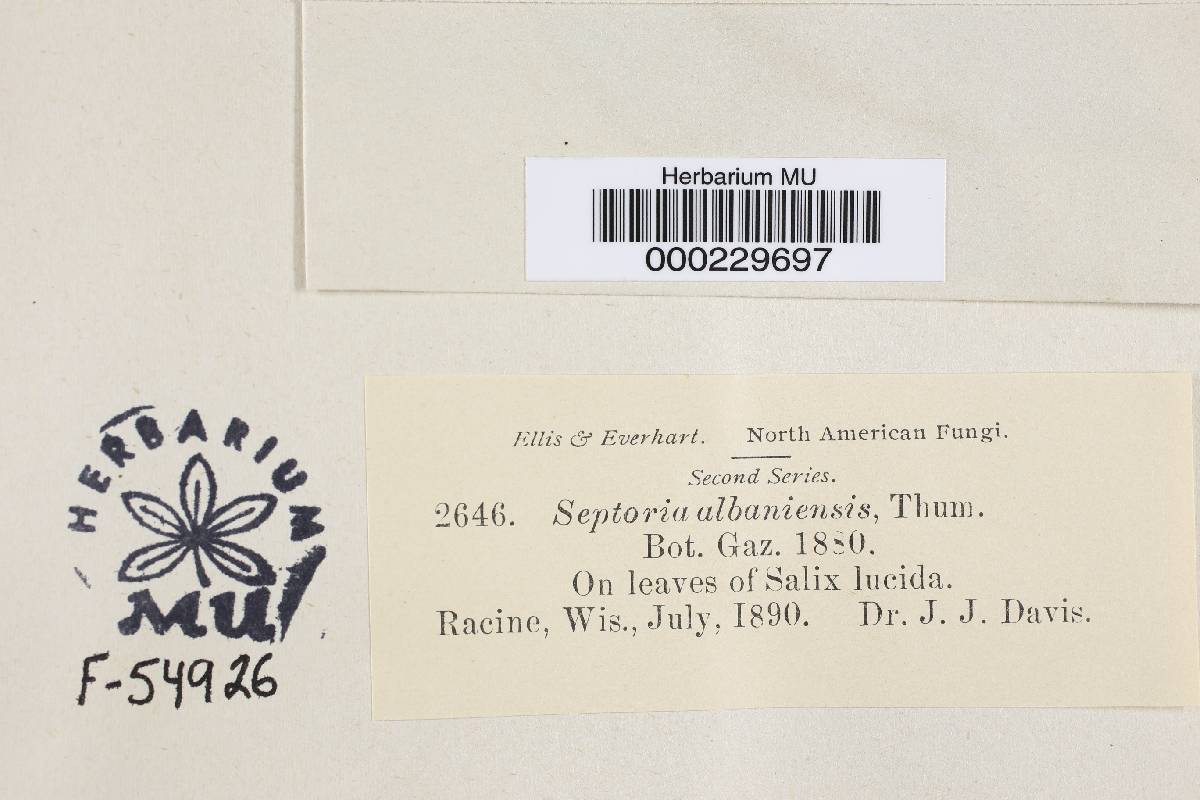 Herbarium MU
000229697
HERBARIUM
MU
F-54926
Ellis & Everhart. North American Fungi.
Second Series.
2646. Septoria albaniensis, Thum.
Bot. Gaz. 1880.
On leaves of Salix lucida.
Racine, Wis., July, 1890. Dr. J. J. Davis.